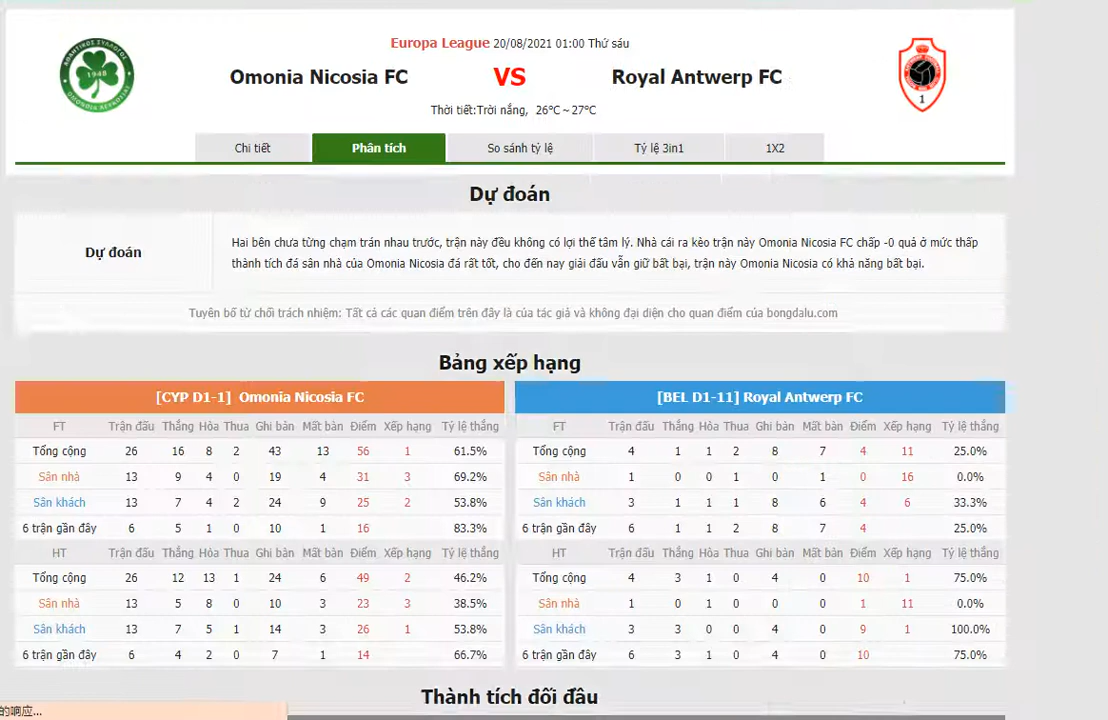 Europa League 20/08/2021 01:00 Thứ sáu
Omonia Nicosia FC VS Royal Antwerp FC
1948
1
Thời tiết:Trời nắng, 26℃～27℃
Chi tiết Phân tích So sánh tỷ lệ Tỷ lệ 3in1 1X2
Dự đoán
Dự đoán
Hai bên chưa từng chạm trán nhau trước, trận này đều không có lợi thế tâm lý. Nhà cái ra kèo trận này Omonia Nicosia FC chấp -0 quả ở mức thấp
thành tích đá sân nhà của Omonia Nicosia đá rất tốt, cho đến nay giải đấu vẫn giữ bất bại, trận này Omonia Nicosia có khả năng bất bại.
Tuyên bố từ chối trách nhiệm: Tất cả các quan điểm trên đây là của tác giả và không đại diện cho quan điểm của bongdalu.com
Bảng xếp hạng
[CYP D1-1] Omonia Nicosia FC
FT Trận đấu Thắng Hòa Thua Ghi bàn Mất bàn Điểm Xếp hạng Tỷ lệ thắng
Tổng cộng 26 16 8 2 43 13 56 1 61.5%
Sân nhà 13 9 4 0 19 4 31 3 69.2%
Sân khách 13 7 4 2 24 9 25 2 53.8%
6 trận gần đây 6 5 1 0 10 1 16 83.3%
HT Trận đấu Thắng Hòa Thua Ghi bàn Mất bàn Điểm Xếp hạng Tỷ lệ thắng
Tổng cộng 26 12 13 1 24 6 49 2 46.2%
Sân nhà 13 5 8 0 10 3 23 3 38.5%
Sân khách 13 7 5 1 14 3 26 1 53.8%
6 trận gần đây 6 4 2 0 7 1 14 66.7%
[BEL D1-11] Royal Antwerp FC
FT Trận đấu Thắng Hòa Thua Ghi bàn Mất bàn Điểm Xếp hạng Tỷ lệ thắng
Tổng cộng 4 1 1 2 8 7 4 11 25.0%
Sân nhà 1 0 0 1 0 1 0 16 0.0%
Sân khách 3 1 1 1 8 6 4 6 33.3%
6 trận gần đây 6 1 1 2 8 7 4 25.0%
HT Trận đấu Thắng Hòa Thua Ghi bàn Mất bàn Điểm Xếp hạng Tỷ lệ thắng
Tổng cộng 4 3 1 0 4 0 10 1 75.0%
Sân nhà 1 0 1 0 0 0 1 11 0.0%
Sân khách 3 3 0 0 4 0 9 1 100.0%
6 trận gần đây 6 3 1 0 4 0 10 75.0%
Thành tích đối đầu
的响应...